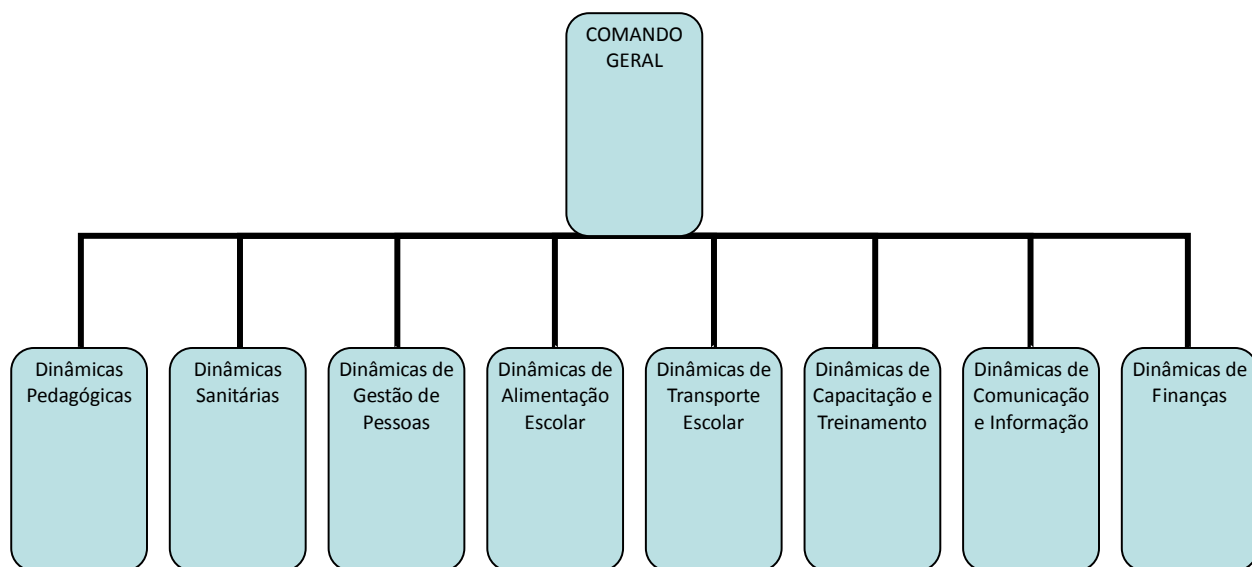 COMANDO
GERAL
Dinâmicas
Pedagógicas
Dinâmicas
Sanitárias
Dinâmicas de
Gestão de
Pessoas
Dinâmicas de
Alimentação
Escolar
Dinâmicas de
Transporte
Escolar
Dinâmicas de
Capacitação e
Treinamento
Dinâmicas de
Comunicação
e Informação
Dinâmicas de
Finanças